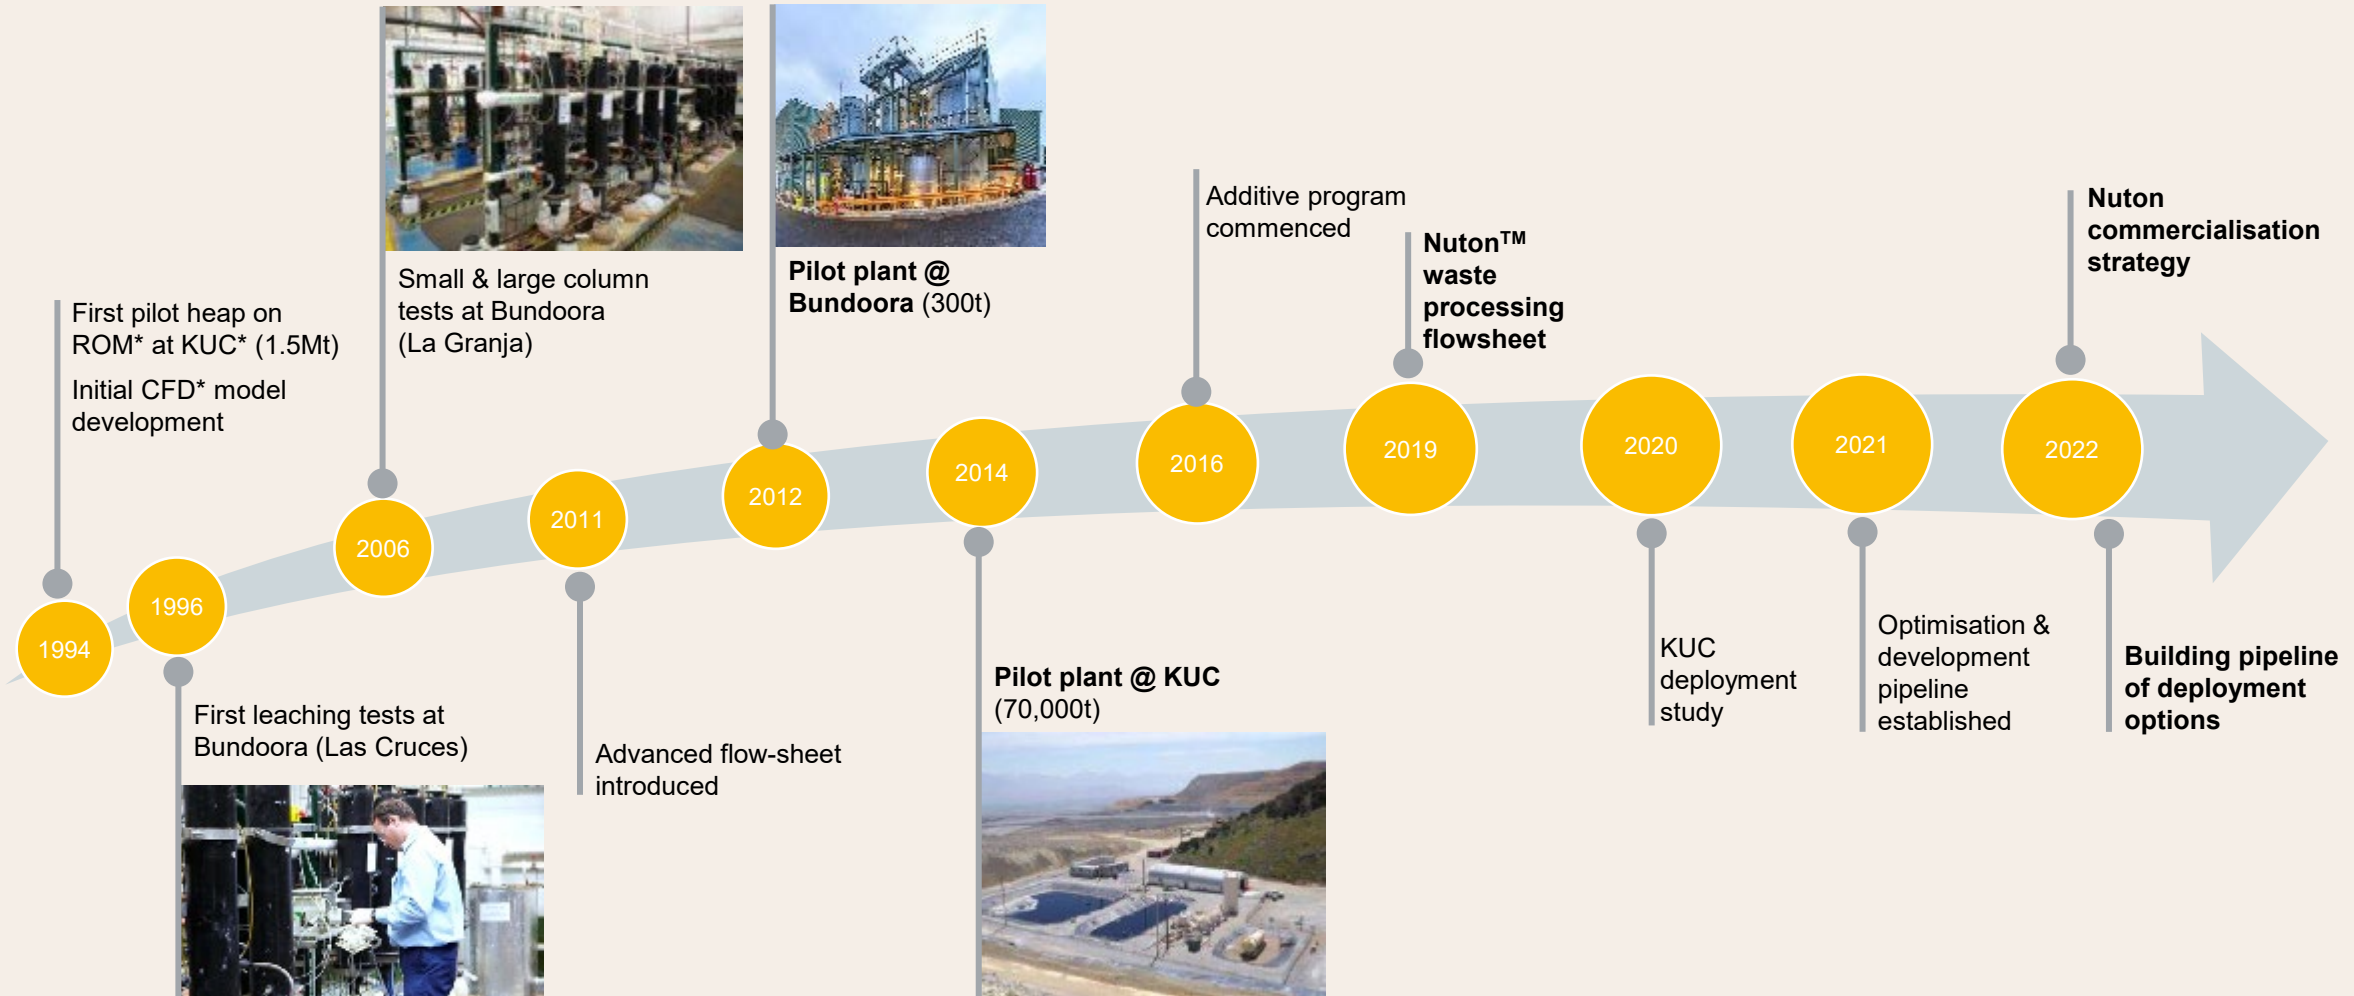 First pilot heap on
ROM* at KUC* (1.5Mt)
Initial CFD* model
development
1994
1996
First leaching tests at
Bundoora (Las Cruces)
Small & large column
tests at Bundoora
(La Granja)
2006
2011
Advanced flow-sheet
introduced
Pilot plant @
Bundoora (300t)
2012
2014
Pilot plant @ KUC
(70,000t)
Additive program
commenced
2016
Nuton™
waste
processing
flowsheet
2019
2020
KUC
deployment
study
2021
Optimisation &
development
pipeline
established
Nuton
commercialisation
strategy
2022
Building pipeline
of deployment
options